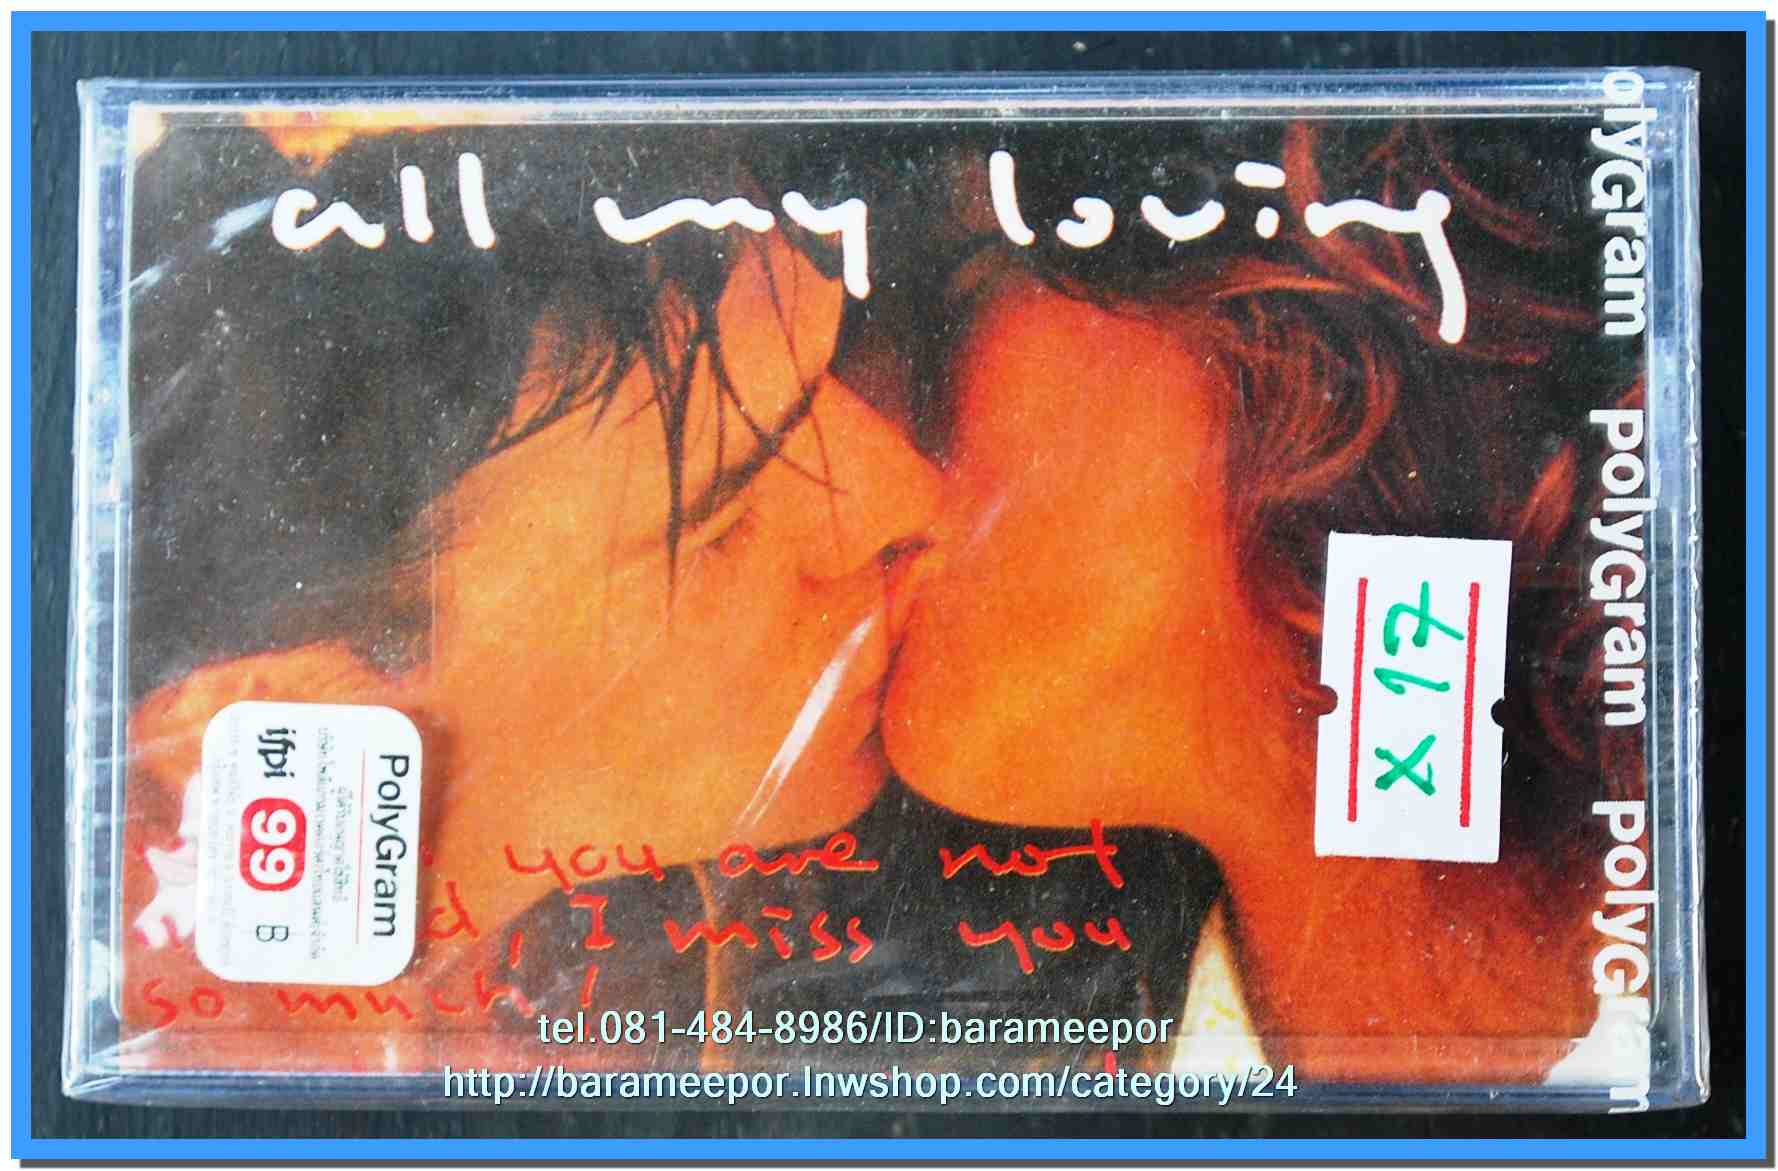 all my loving
olyGram PolyGram PolyGram
x 17
PolyGram
ifpi 99 B
you are not
d, I miss you
so much!
tel.081-484-8986/ID:barameepor
http://barameepor.lnwshop.com/category/24